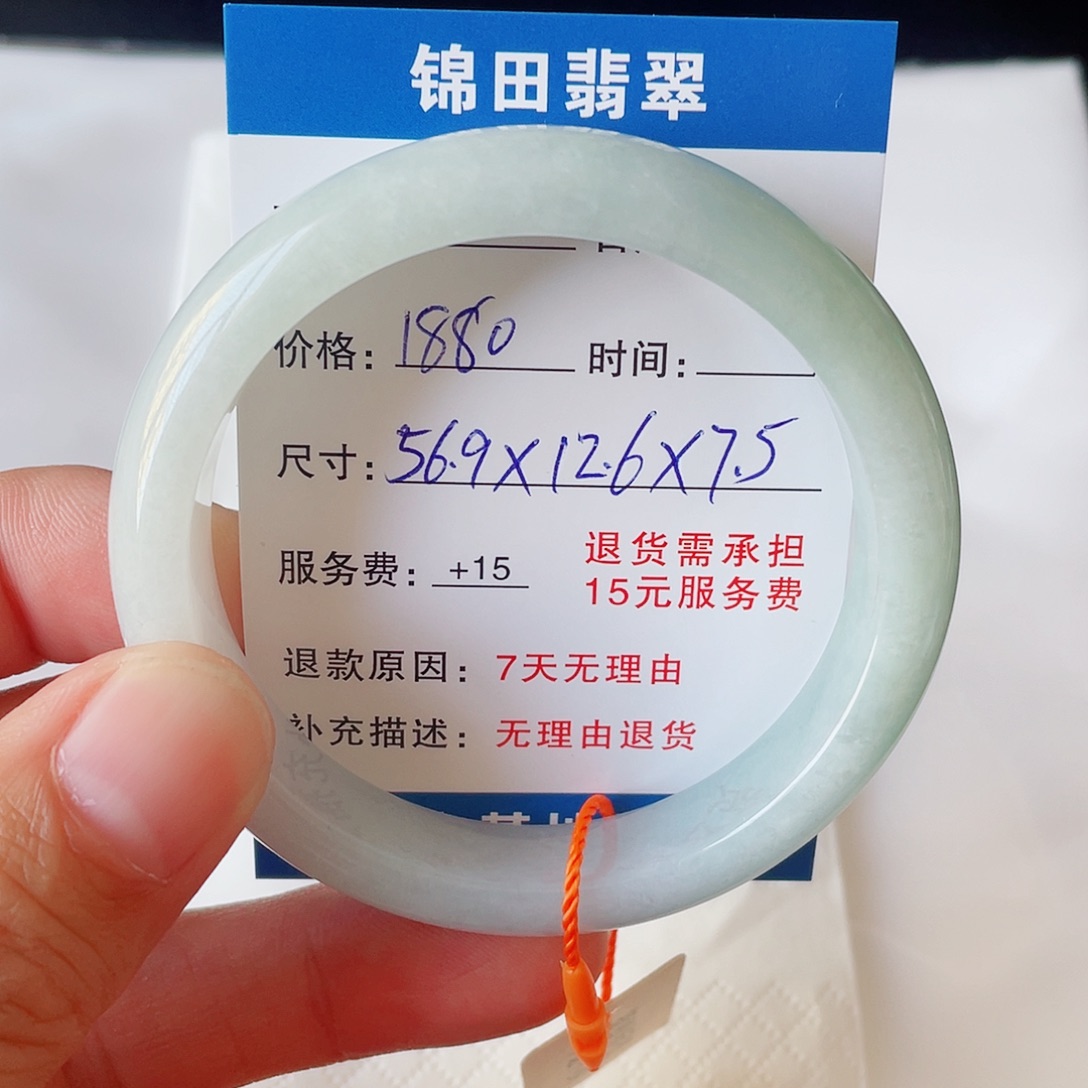 锦田翡翠
价格：1880 时间：
尺寸：56.9X12.6X7.5
服务费：+15
退货需承担
15元服务费
退款原因：7天无理由
补充描述：无理由退货